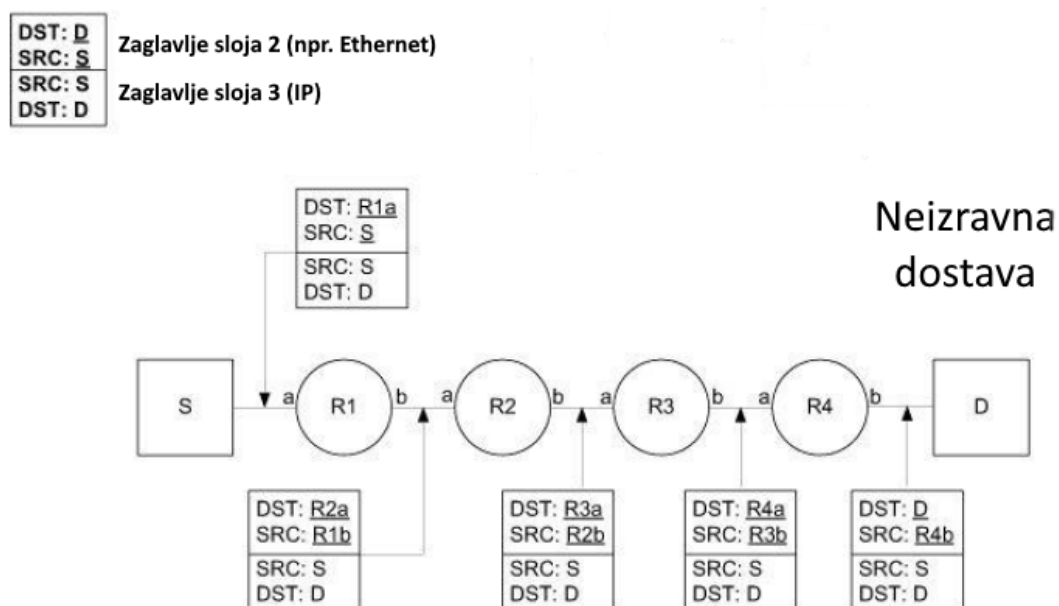 DST: D
SRC: S
SRC: S
DST: D
Zaglavlje sloja 2 (npr. Ethernet)
Zaglavlje sloja 3 (IP)
Neizravna
dostava
DST: R1a
SRC: S
SRC: S
DST: D
S a R1 b a R2 b a R3 b a R4 b D
DST: R2a
SRC: R1b
SRC: S
DST: D
DST: R3a
SRC: R2b
SRC: S
DST: D
DST: R4a
SRC: R3b
SRC: S
DST: D
DST: D
SRC: R4b
SRC: S
DST: D